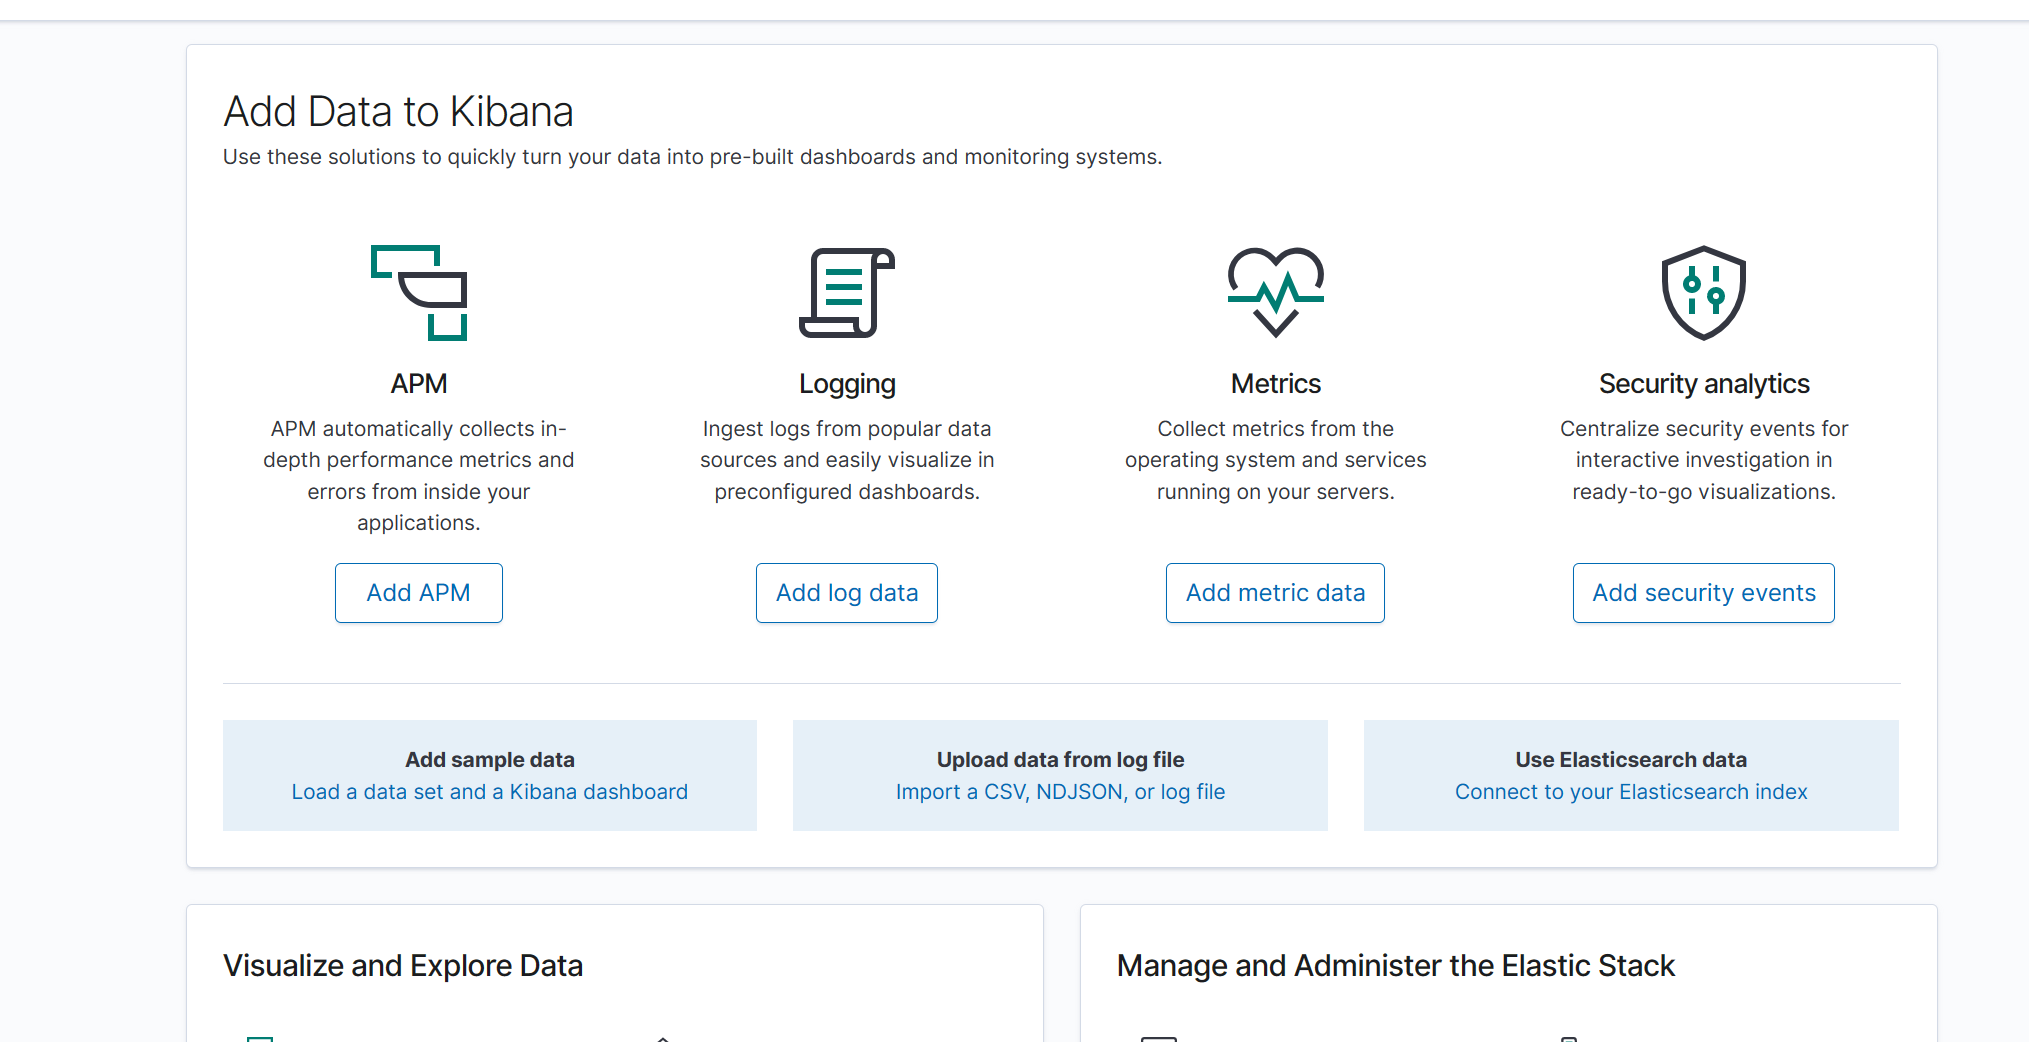 Add Data to Kibana
Use these solutions to quickly turn your data into pre-built dashboards and monitoring systems.
APM
APM automatically collects in-
depth performance metrics and
errors from inside your
applications.
Add APM
Logging
Ingest logs from popular data
sources and easily visualize in
preconfigured dashboards.
Add log data
Metrics
Collect metrics from the
operating system and services
running on your servers.
Add metric data
Security analytics
Centralize security events for
interactive investigation in
ready-to-go visualizations.
Add security events
Add sample data
Load a data set and a Kibana dashboard
Upload data from log file
Import a CSV, NDJSON, or log file
Use Elasticsearch data
Connect to your Elasticsearch index
Visualize and Explore Data
Manage and Administer the Elastic Stack